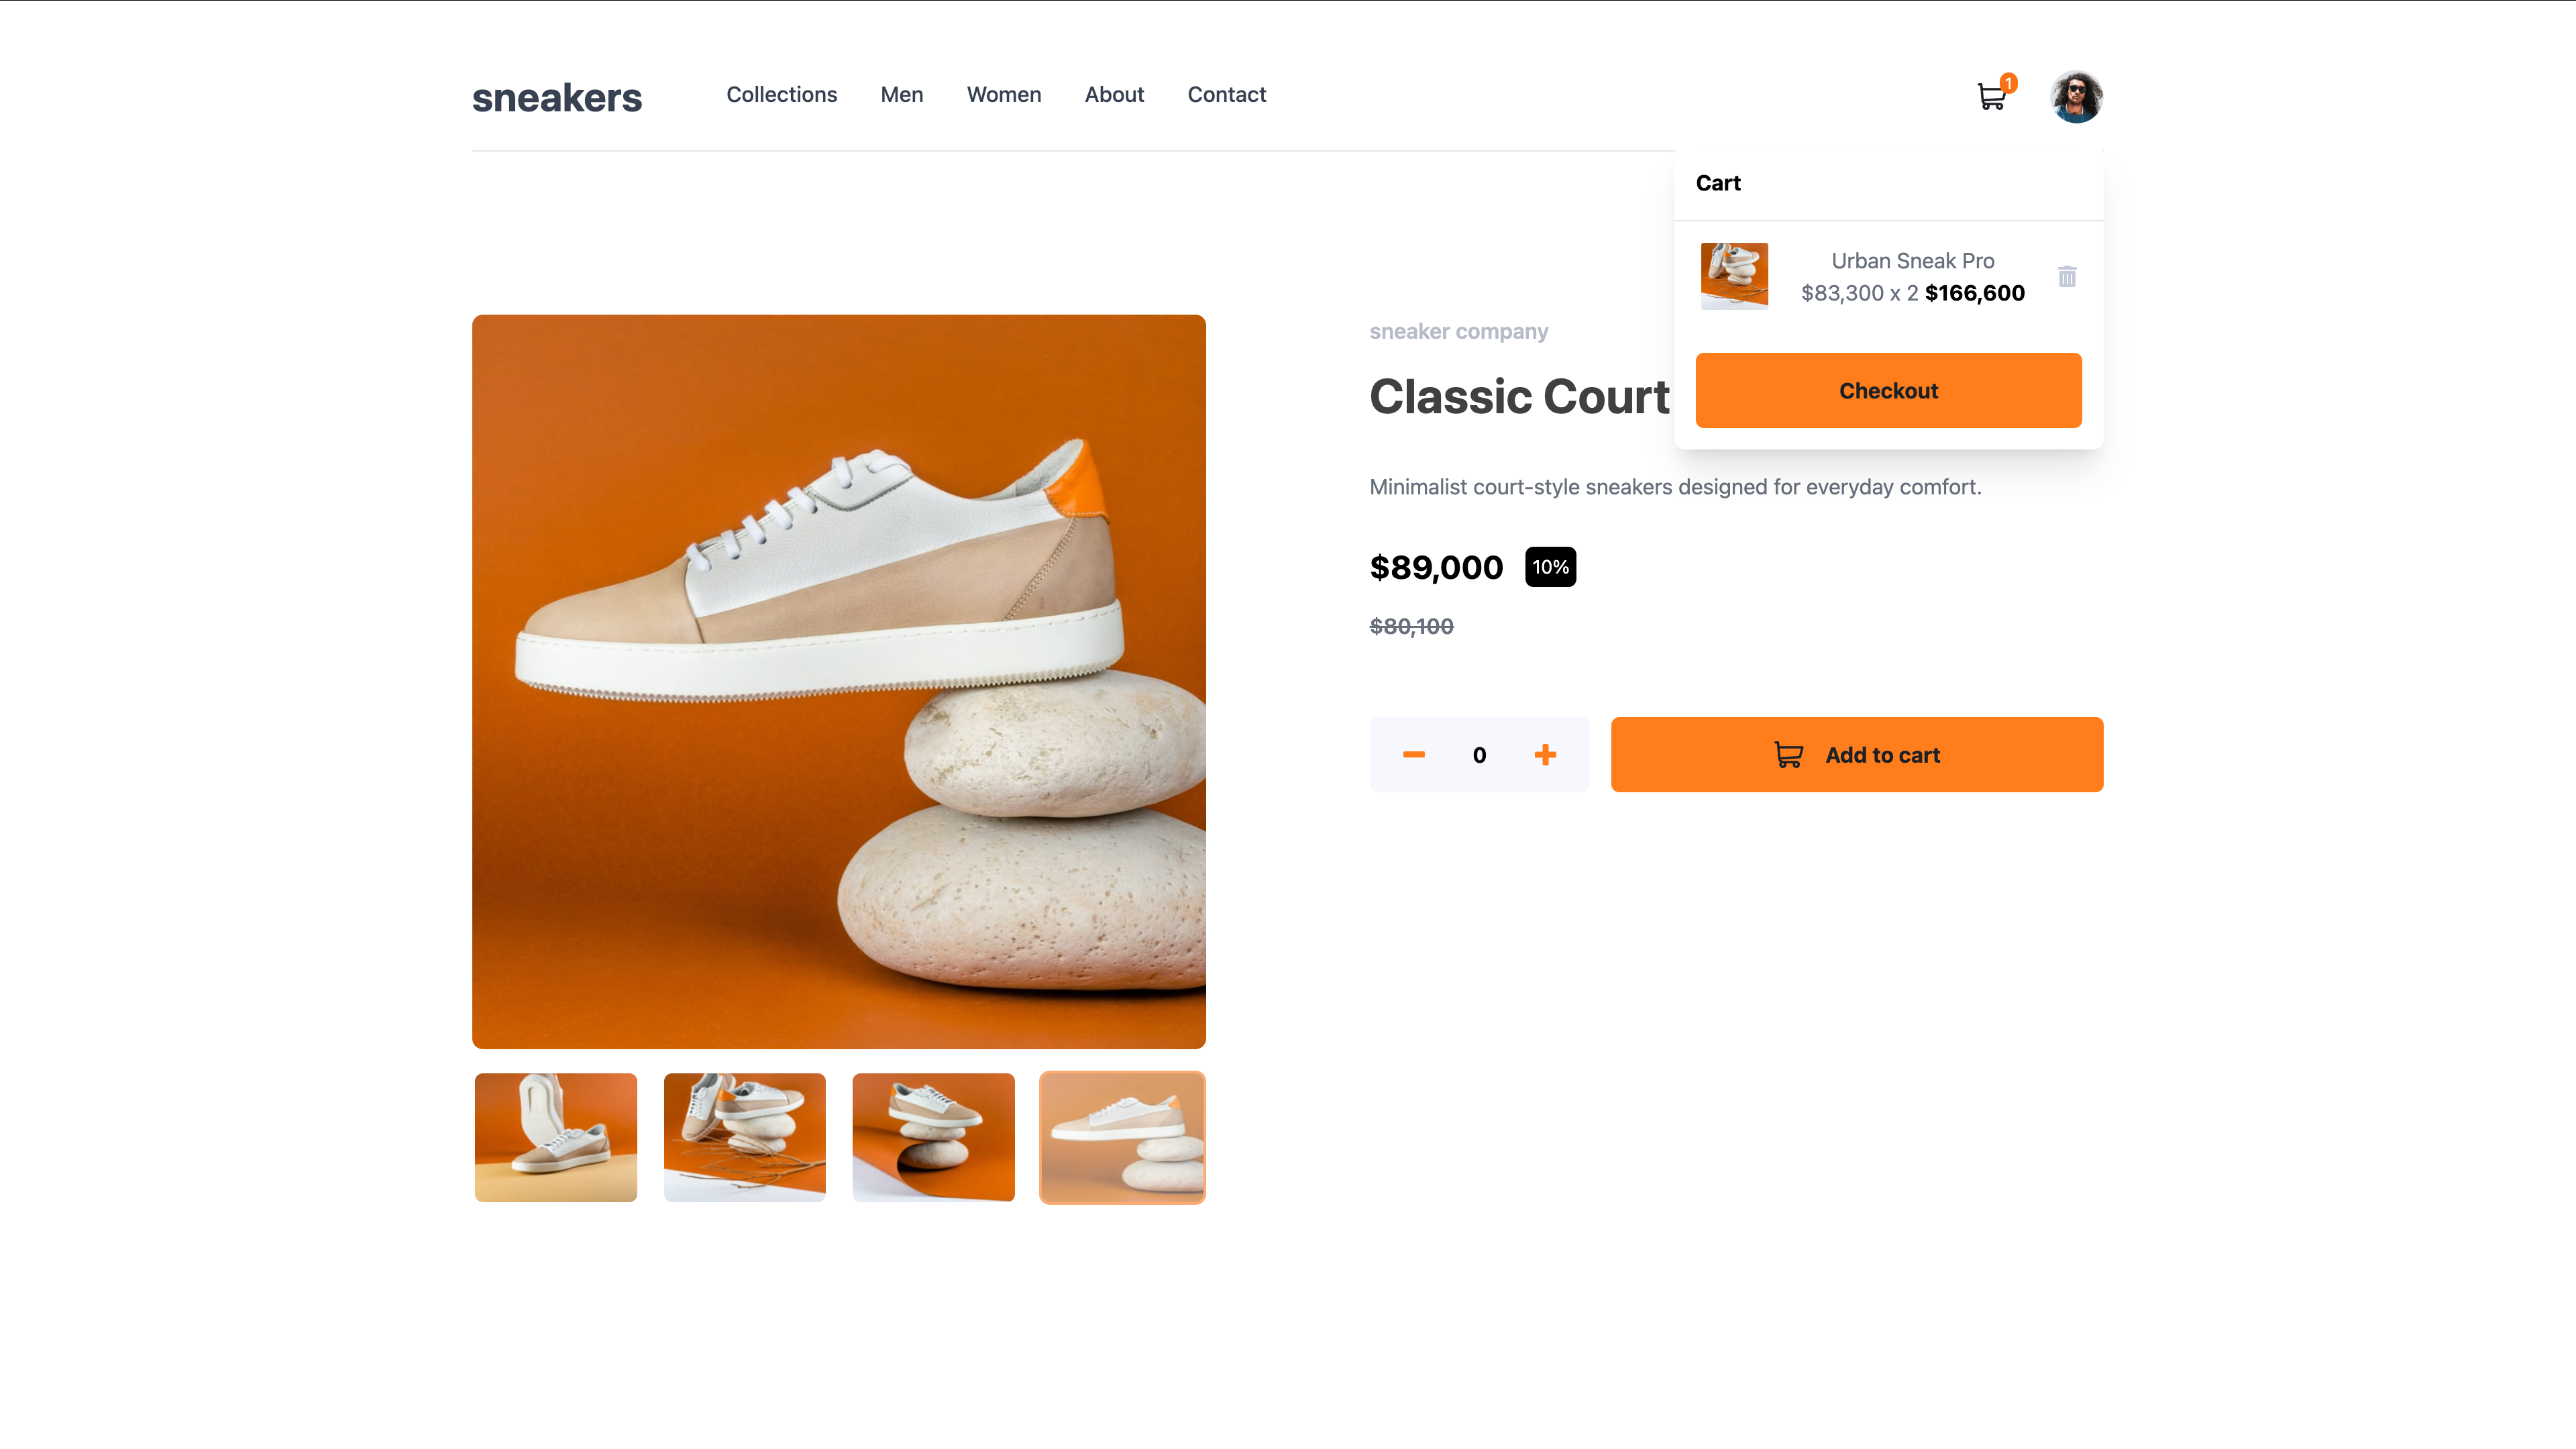 sneakers
Collections Men Women About Contact
1
Cart
Urban Sneak Pro
$83,300 x 2 $166,600
Checkout
sneaker company
Classic Court
Minimalist court-style sneakers designed for everyday comfort.
$89,000 10%
$80,100
0
Add to cart